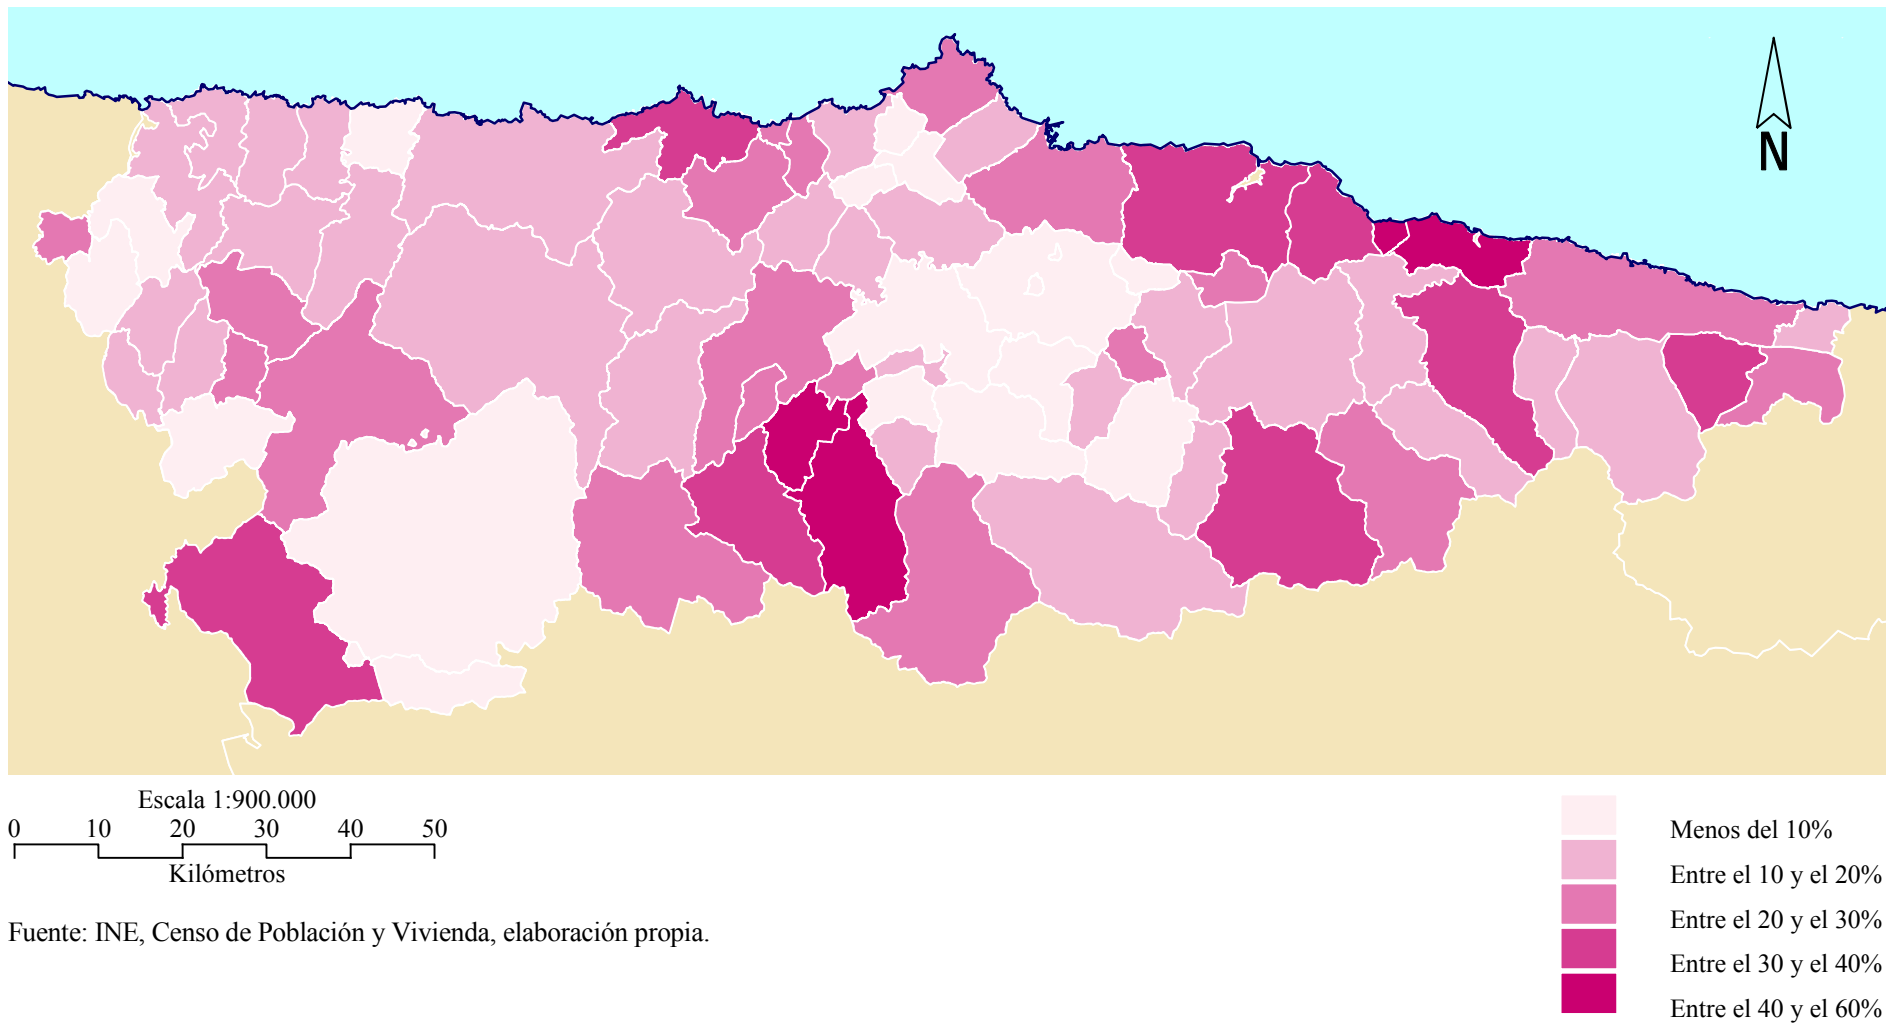 N
Escala 1:900.000
0 10 20 30 40 50
Kilómetros
Fuente: INE, Censo de Población y Vivienda, elaboración propia.
Menos del 10%
Entre el 10 y el 20%
Entre el 20 y el 30%
Entre el 30 y el 40%
Entre el 40 y el 60%